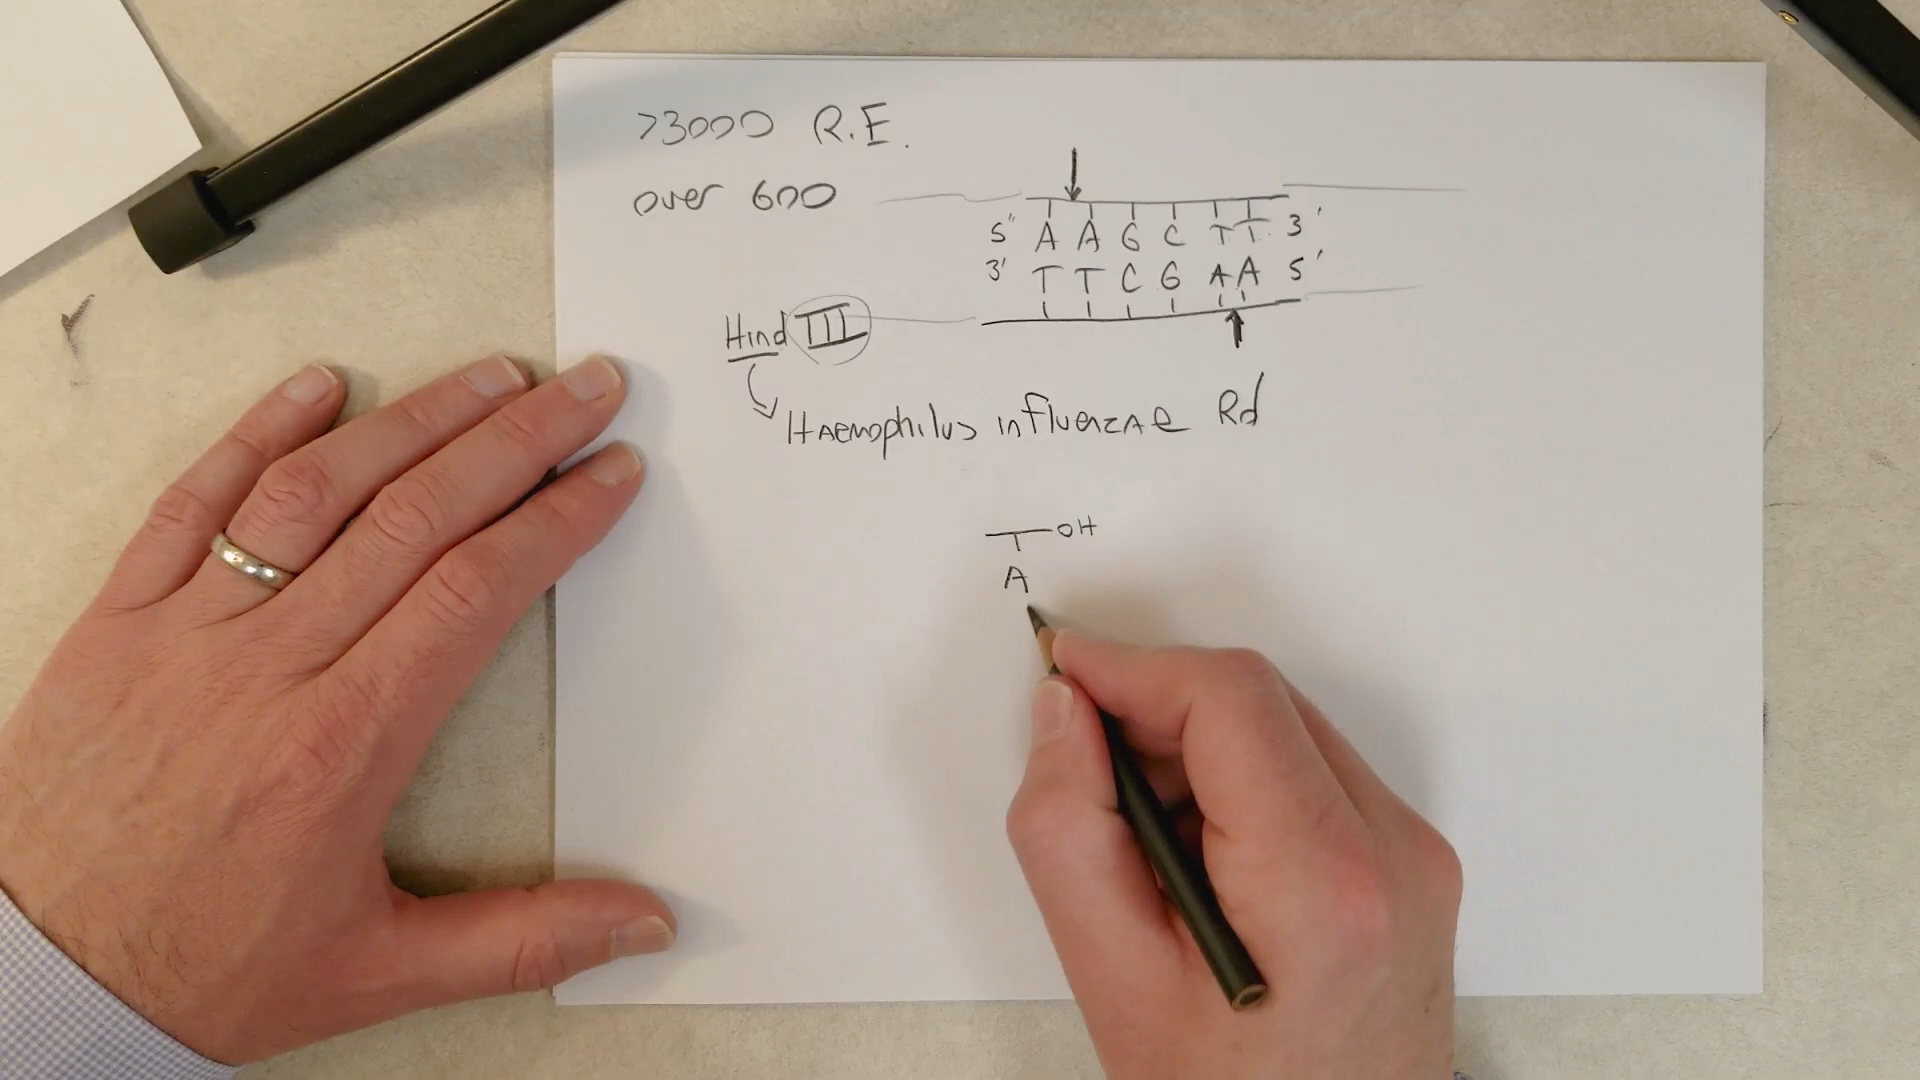 >3000 R.E.
over 600
5" A A G C T T 3'
3' T T C G A A 5'
Hind III
Haemophilus influenzae Rd
OH
A